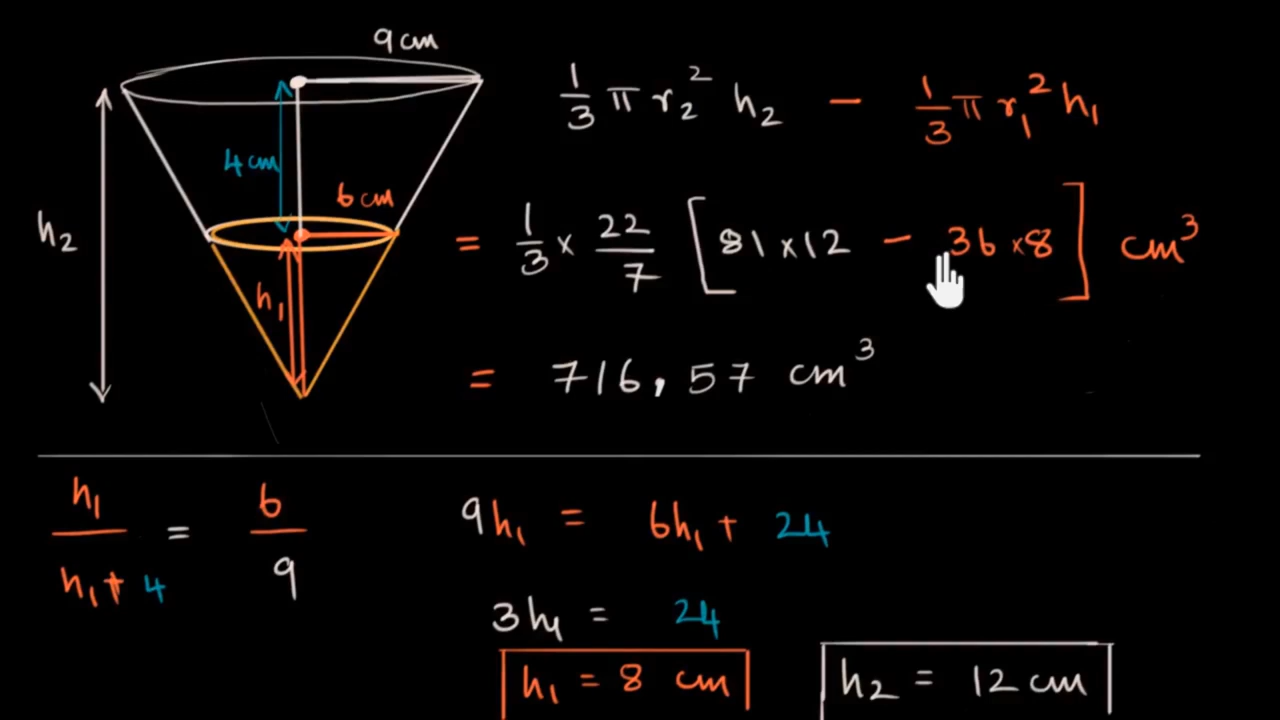 9 cm
4 cm
6 cm
h₂
h₁
1/3 π r₂² h₂ − 1/3 π r₁² h₁
= 1/3 × 22/7 [81 × 12 − 36 × 8] cm³
= 716,57 cm³
h₁/(h₁ + 4) = 6/9
9h₁ = 6h₁ + 24
3h₁ = 24
h₁ = 8 cm
h₂ = 12 cm